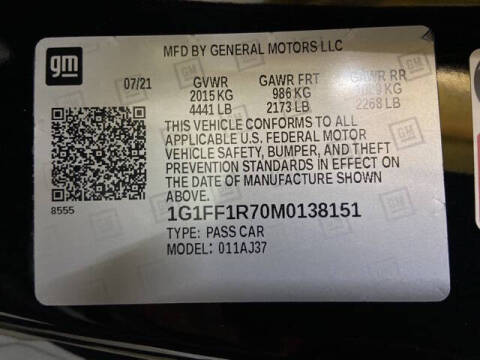 gm
MFD BY GENERAL MOTORS LLC
07/21 GVWR GAWR FRT GAWR RR
2015 KG 986 KG 1029 KG
4441 LB 2173 LB 2268 LB
THIS VEHICLE CONFORMS TO ALL
APPLICABLE U.S. FEDERAL MOTOR
VEHICLE SAFETY, BUMPER, AND THEFT
PREVENTION STANDARDS IN EFFECT ON
THE DATE OF MANUFACTURE SHOWN
ABOVE.
8555
1G1FF1R70M0138151
TYPE: PASS CAR
MODEL: 011AJ37